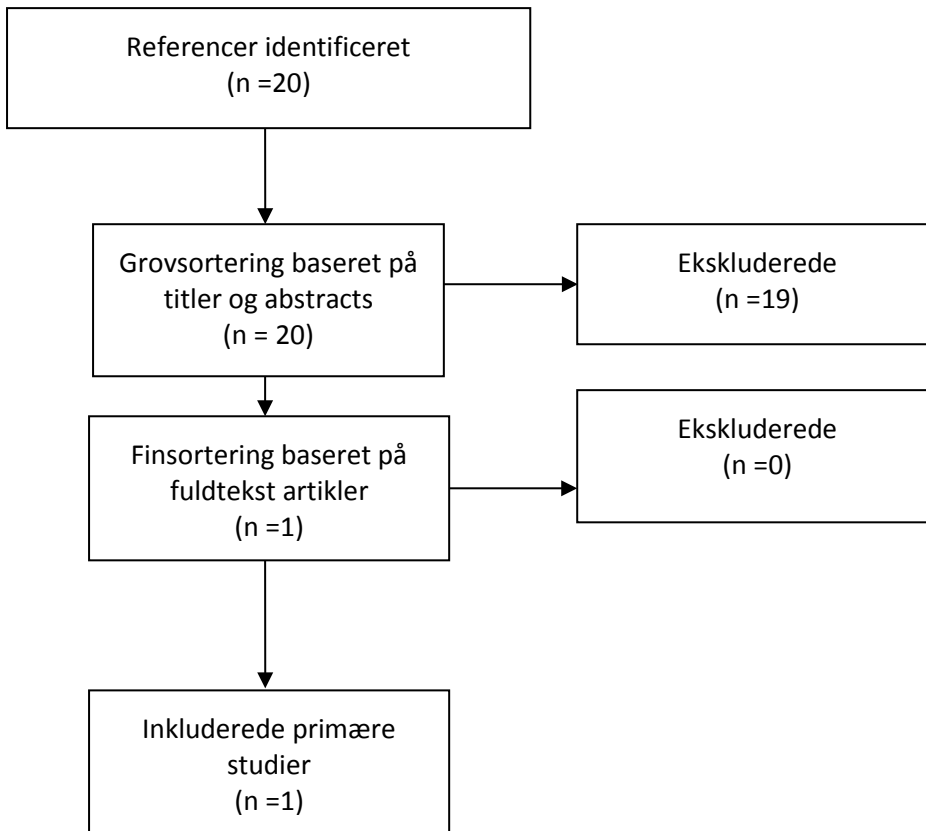 Referencer identificeret
(n =20)
Grovsortering baseret på
titler og abstracts
(n = 20)
Ekskluderede
(n =19)
Finsortering baseret på
fuldtekst artikler
(n =1)
Ekskluderede
(n =0)
Inkluderede primære
studier
(n =1)